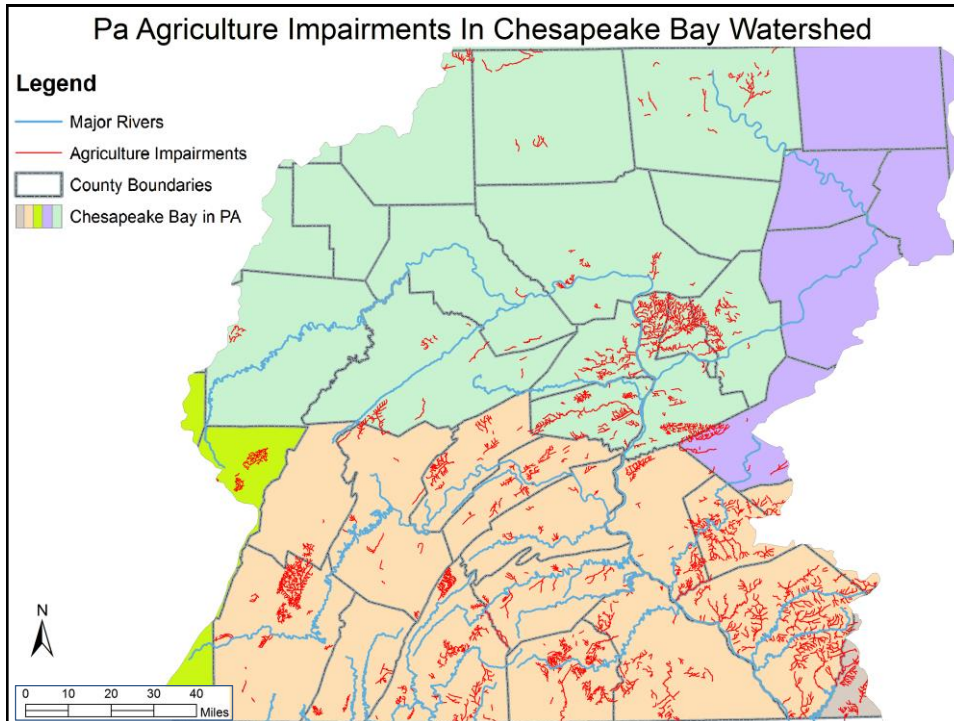 Pa Agriculture Impairments In Chesapeake Bay Watershed
Legend
Major Rivers
Agriculture Impairments
County Boundaries
Chesapeake Bay in PA
N
0 10 20 30 40
Miles